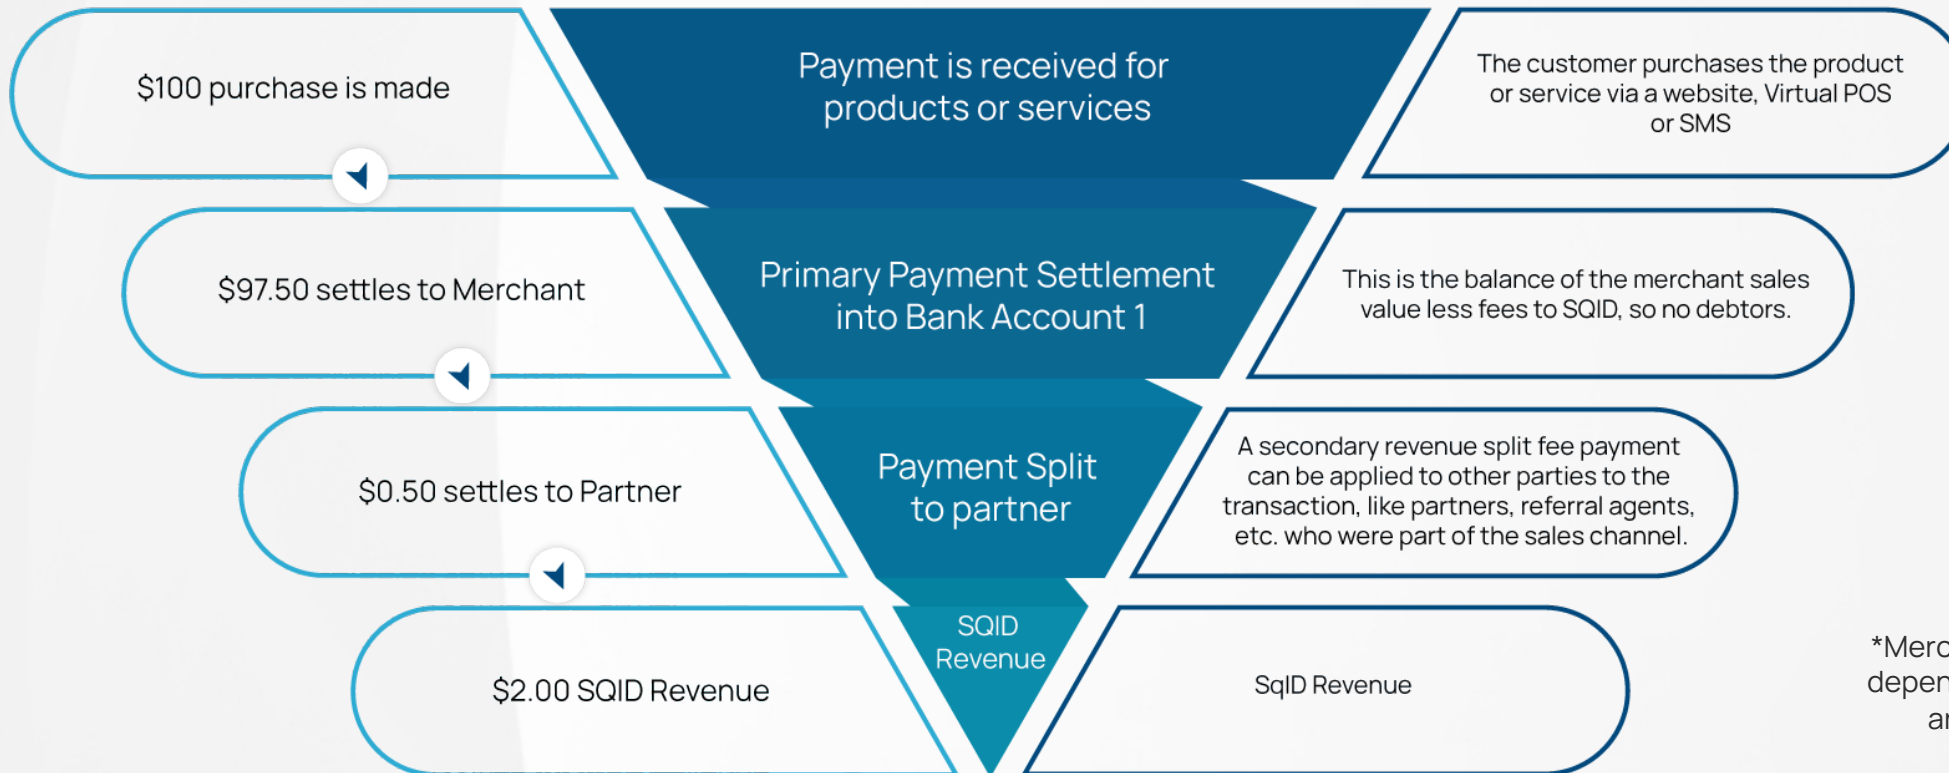 $100 purchase is made
Payment is received for
products or services
The customer purchases the product
or service via a website, Virtual POS
or SMS
$97.50 settles to Merchant
Primary Payment Settlement
into Bank Account 1
This is the balance of the merchant sales
value less fees to SQID, so no debtors.
$0.50 settles to Partner
Payment Split
to partner
A secondary revenue split fee payment
can be applied to other parties to the
transaction, like partners, referral agents,
etc. who were part of the sales channel.
$2.00 SQID Revenue
SQID
Revenue
SqID Revenue